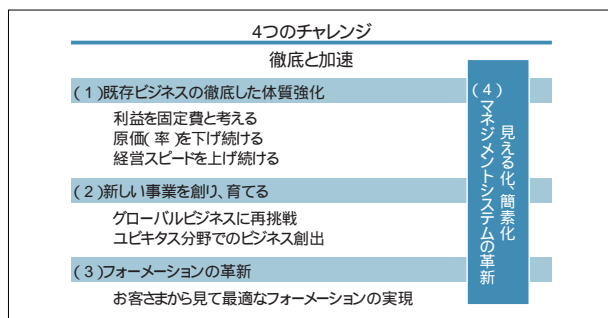 4つのチャレンジ
徹底と加速
(1)既存ビジネスの徹底した体質強化
利益を固定費と考える
原価(率)を下げ続ける
経営スピードを上げ続ける
(2)新しい事業を創り、育てる
グローバルビジネスに再挑戦
ユビキタス分野でのビジネス創出
(3)フォーメーションの革新
お客さまから見て最適なフォーメーションの実現
(4)
マネジメントシステムの革新
見える化、簡素化